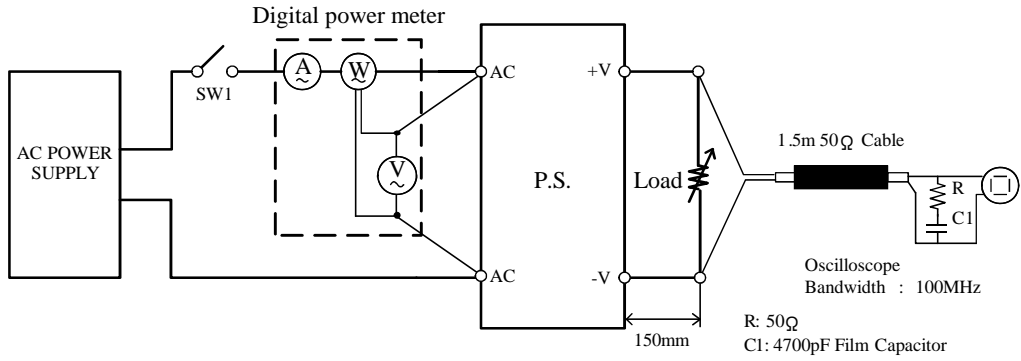 Digital power meter
SW1
A
W
V
AC POWER
SUPPLY
AC
AC
P.S.
+V
-V
Load
150mm
1.5m 50Ω Cable
R
C1
Oscilloscope
Bandwidth : 100MHz
R: 50Ω
C1: 4700pF Film Capacitor